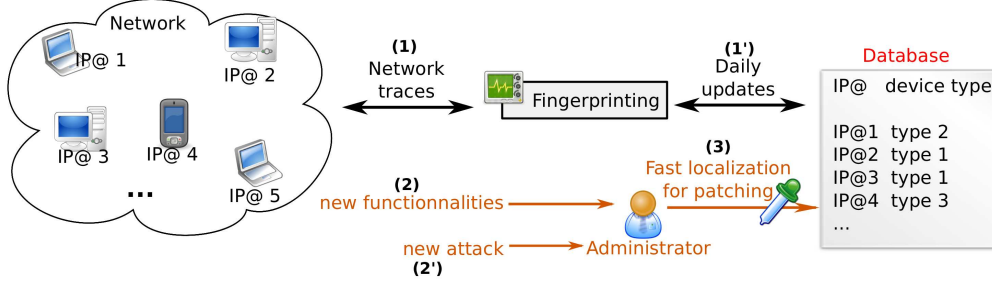 Network
IP@ 1
IP@ 2
IP@ 3
IP@ 4
IP@ 5
...
(1)
Network
traces
Fingerprinting
(1')
Daily
updates
Database
IP@ device type
IP@1 type 2
IP@2 type 1
IP@3 type 1
IP@4 type 3
...
(2)
new functionnalities
new attack
(2')
Administrator
(3)
Fast localization
for patching